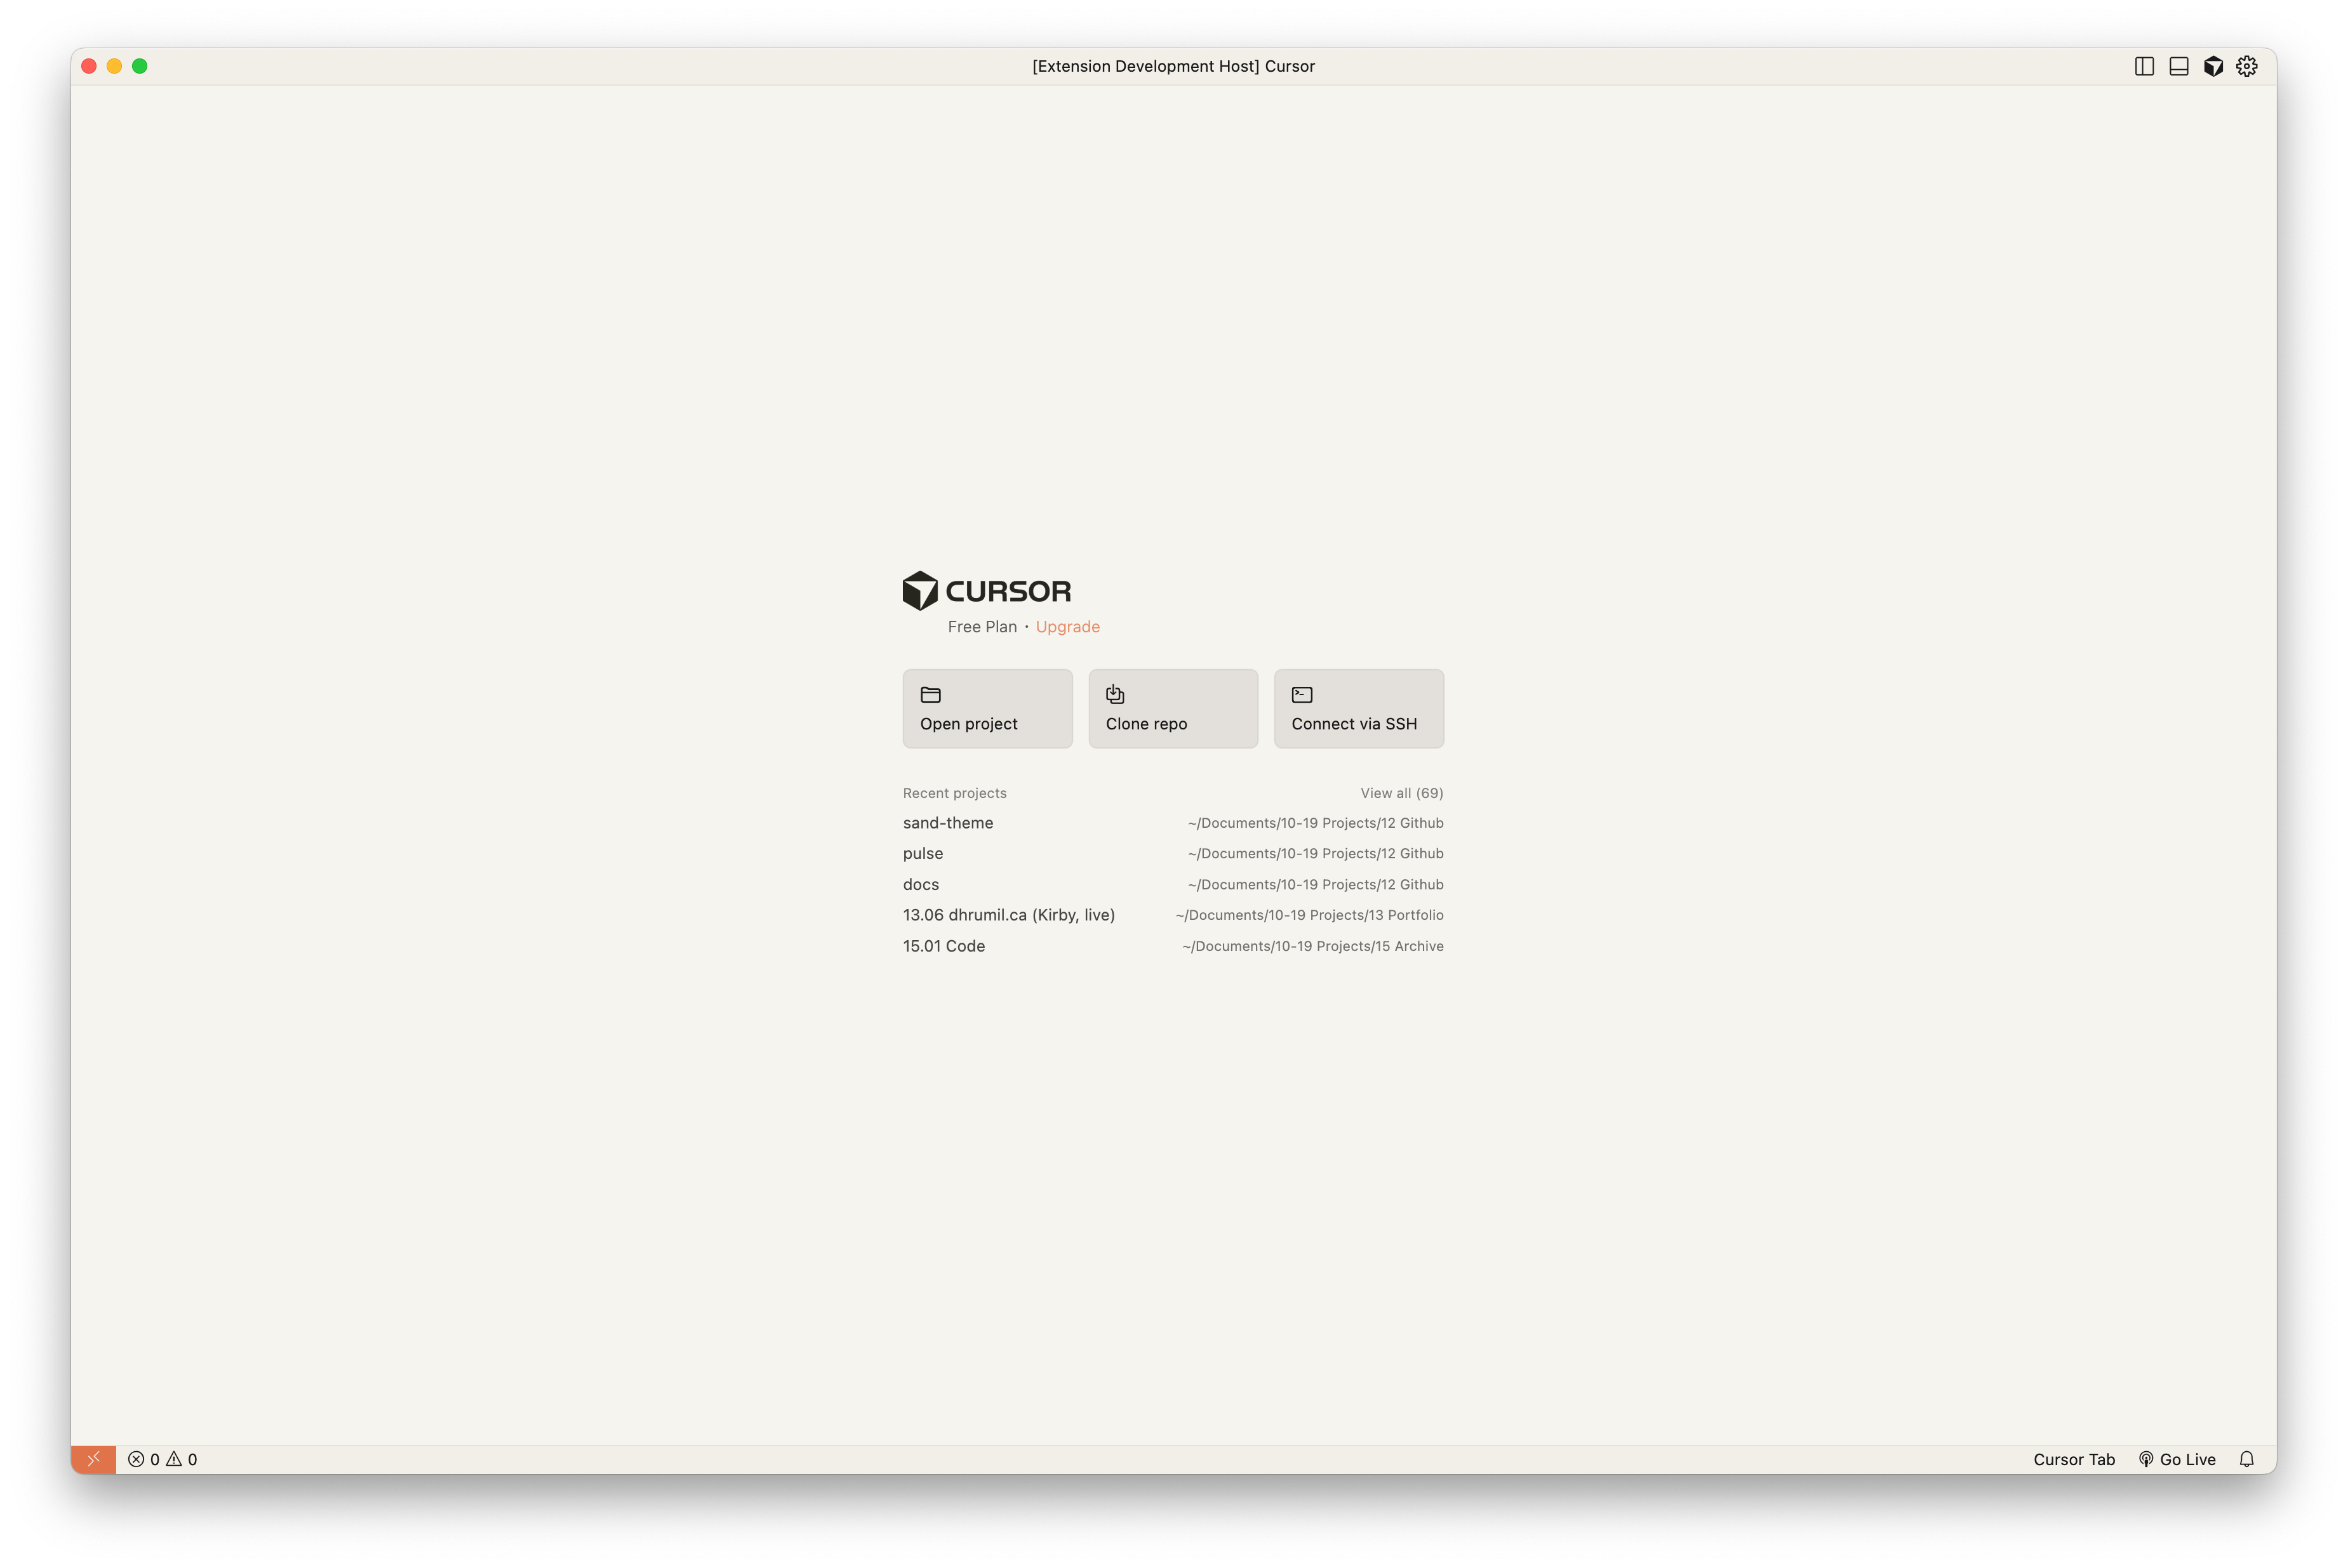 [Extension Development Host] Cursor
CURSOR
Free Plan · Upgrade
Open project
Clone repo
Connect via SSH
Recent projects View all (69)
sand-theme ~/Documents/10-19 Projects/12 Github
pulse ~/Documents/10-19 Projects/12 Github
docs ~/Documents/10-19 Projects/12 Github
13.06 dhrumil.ca (Kirby, live) ~/Documents/10-19 Projects/13 Portfolio
15.01 Code ~/Documents/10-19 Projects/15 Archive
0 0 Cursor Tab Go Live